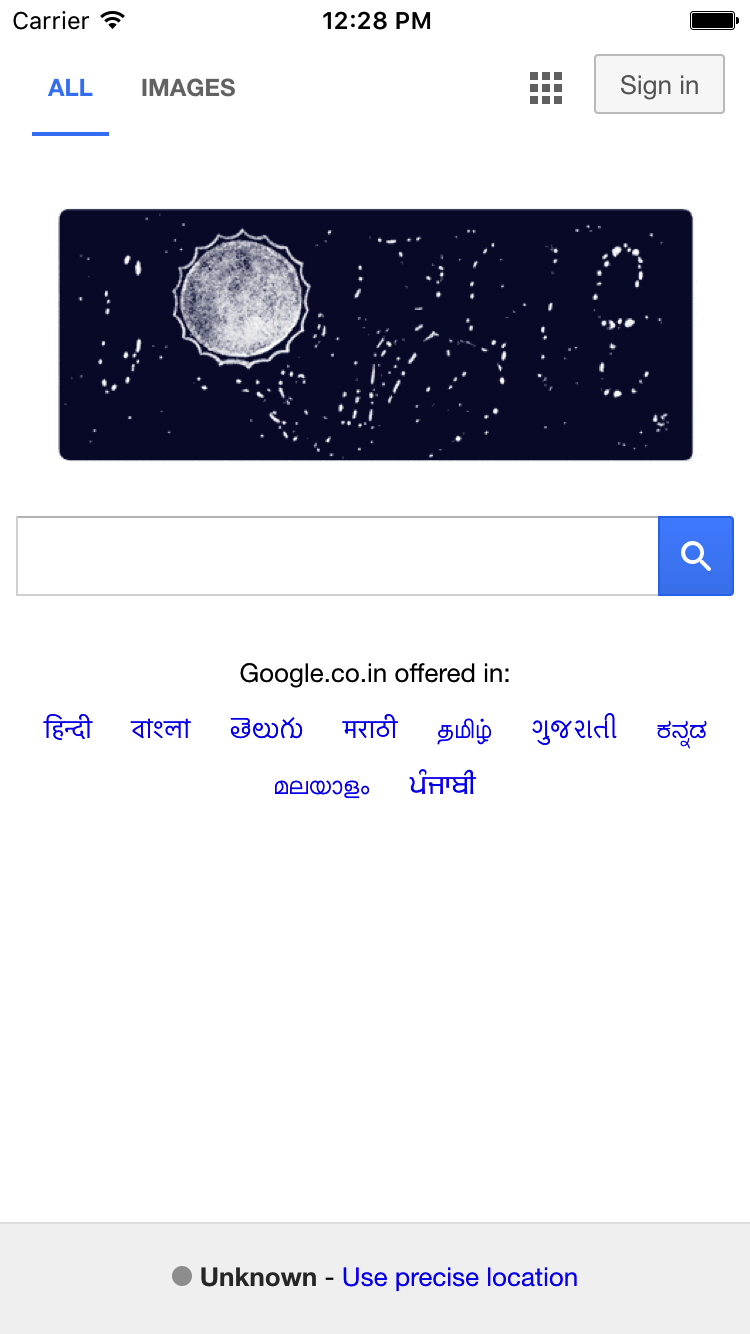 Carrier 12:28 PM
ALL IMAGES Sign in
Google.co.in offered in:
हिन्दी বাংলা తెలుగు मराठी தமிழ் ગુજરાતી ಕನ್ನಡ
മലയാളം ਪੰਜਾਬੀ
Unknown - Use precise location